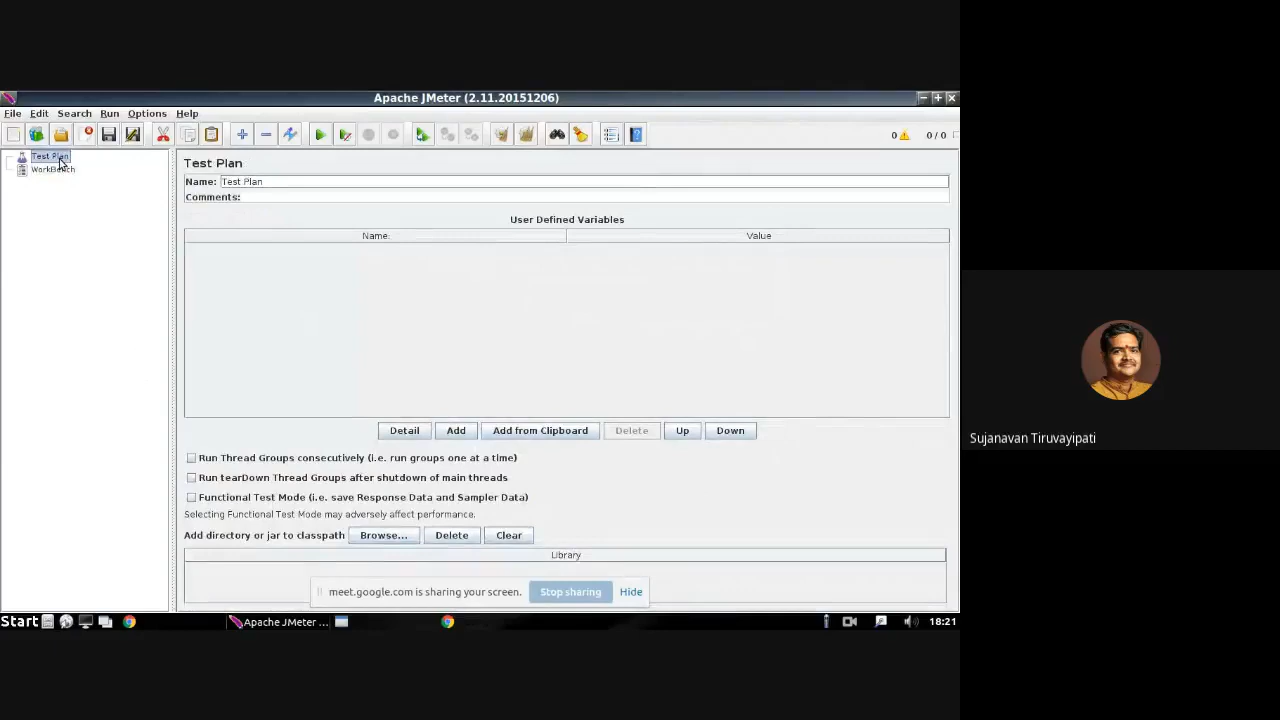 Apache JMeter (2.11.20151206)
File Edit Search Run Options Help
0 0 / 0
Test Plan
WorkBench
Test Plan
Name: Test Plan
Comments:
User Defined Variables
Name: Value
Detail Add Add from Clipboard Delete Up Down
Run Thread Groups consecutively (i.e. run groups one at a time)
Run tearDown Thread Groups after shutdown of main threads
Functional Test Mode (i.e. save Response Data and Sampler Data)
Selecting Functional Test Mode may adversely affect performance.
Add directory or jar to classpath Browse... Delete Clear
Library
meet.google.com is sharing your screen. Stop sharing Hide
Start Apache JMeter ... 18:21
Sujanavan Tiruvayipati